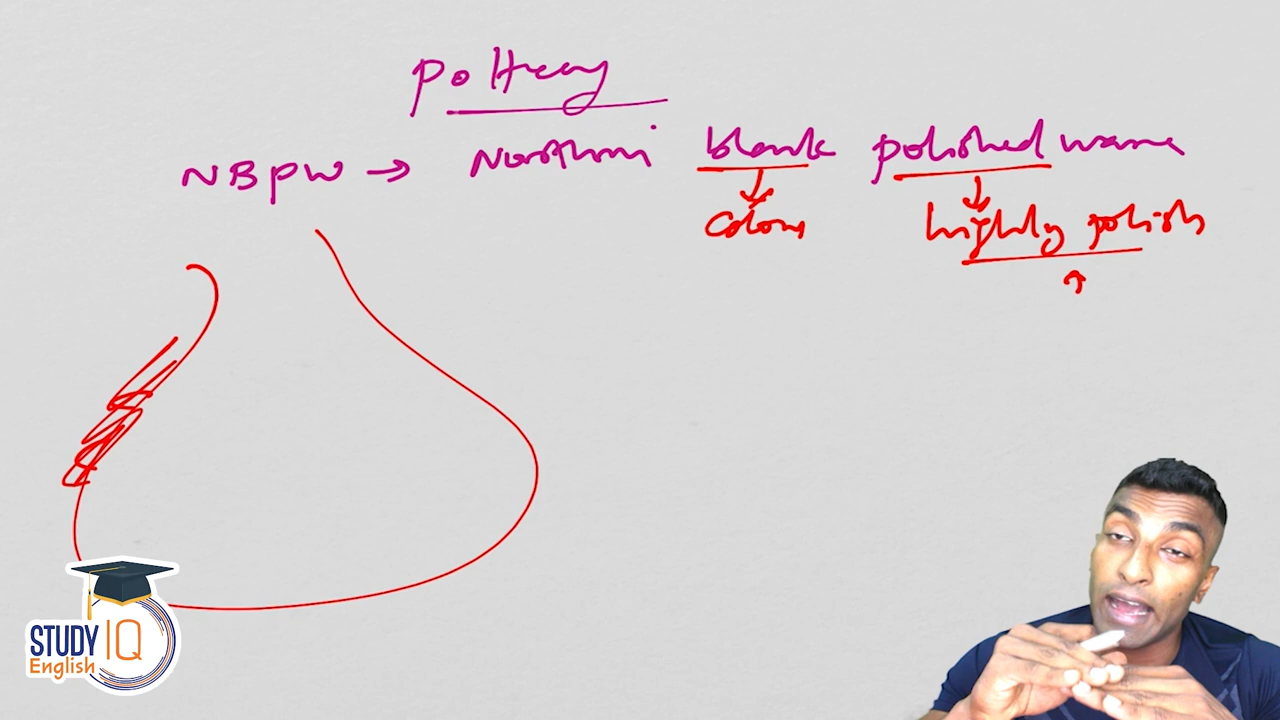 Pottery
NBPW → Northern black polished ware
colour
highly polish
STUDY IQ
English